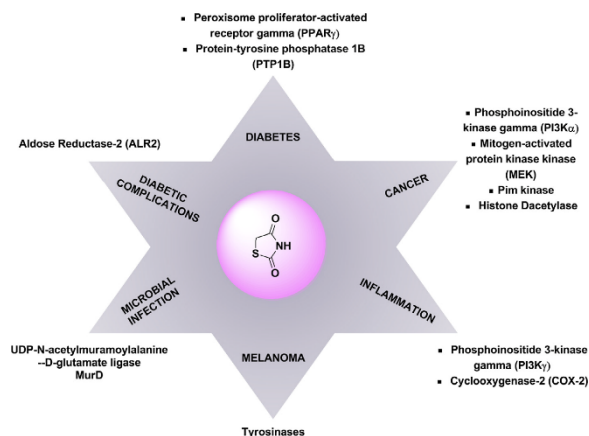 ▪ Peroxisome proliferator-activated
receptor gamma (PPARγ)
▪ Protein-tyrosine phosphatase 1B
(PTP1B)
DIABETES
Aldose Reductase-2 (ALR2)
DIABETIC
COMPLICATIONS
▪ Phosphoinositide 3-
kinase gamma (PI3Kα)
▪ Mitogen-activated
protein kinase kinase
(MEK)
▪ Pim kinase
▪ Histone Dacetylase
CANCER
O
NH
S
O
MICROBIAL
INFECTION
INFLAMMATION
UDP-N-acetylmuramoylalanine
--D-glutamate ligase
MurD
MELANOMA
▪ Phosphoinositide 3-kinase
gamma (PI3Kγ)
▪ Cyclooxygenase-2 (COX-2)
Tyrosinases